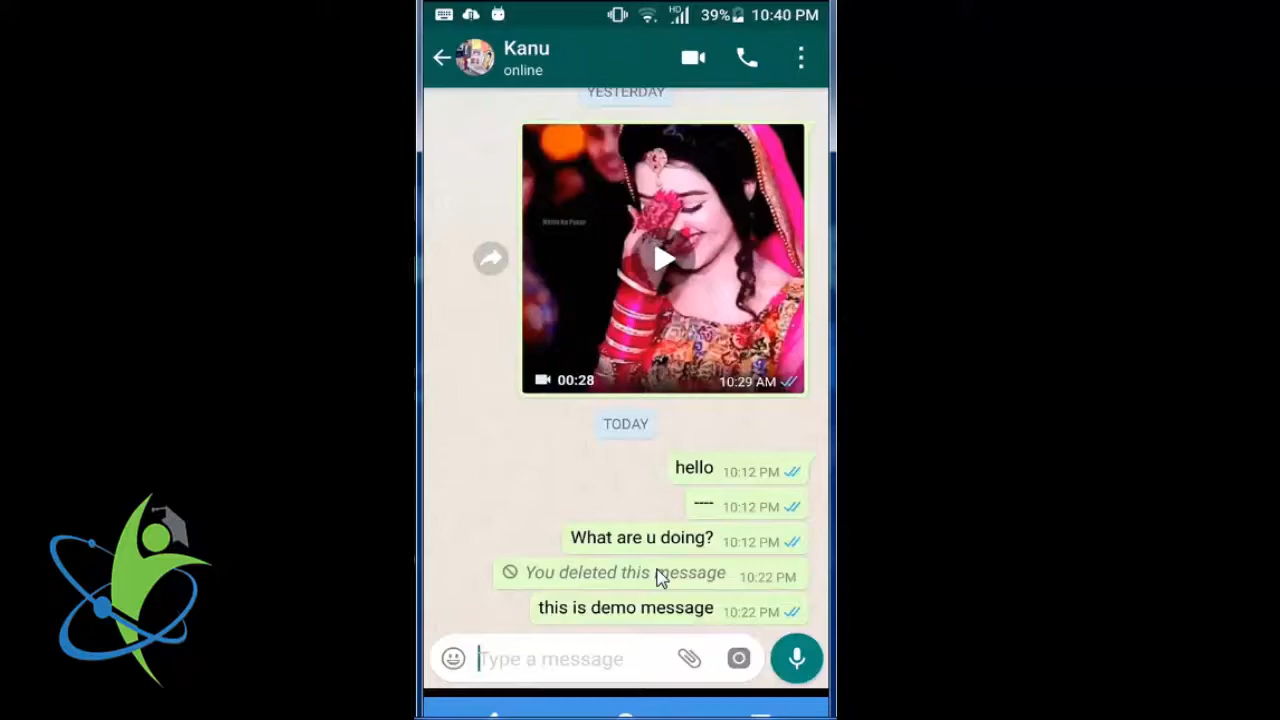 39% 10:40 PM
Kanu
online
YESTERDAY
00:28
10:29 AM
TODAY
hello 10:12 PM
---- 10:12 PM
What are u doing? 10:12 PM
You deleted this message 10:22 PM
this is demo message 10:22 PM
Type a message